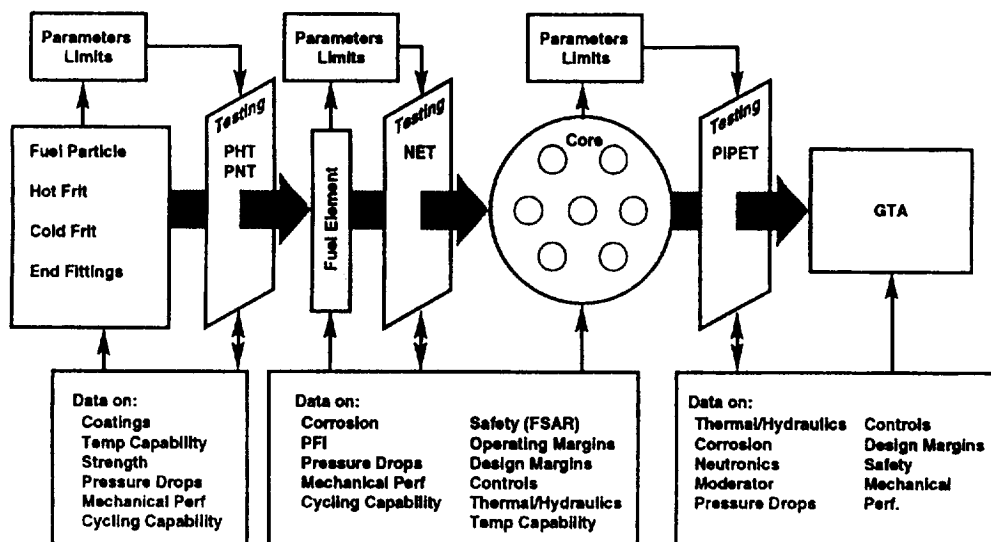 Parameters
Limits
Parameters
Limits
Parameters
Limits
Testing
PHT
PNT
Testing
NET
Testing
PIPET
Fuel Particle
Hot Frit
Cold Frit
End Fittings
Fuel Element
Core
GTA
Data on:
Coatings
Temp Capability
Strength
Pressure Drops
Mechanical Perf
Cycling Capability
Data on:
Corrosion
PFI
Pressure Drops
Mechanical Perf
Cycling Capability
Safety (FSAR)
Operating Margins
Design Margins
Controls
Thermal/Hydraulics
Temp Capability
Data on:
Thermal/Hydraulics
Corrosion
Neutronics
Moderator
Pressure Drops
Controls
Design Margins
Safety
Mechanical
Perf.